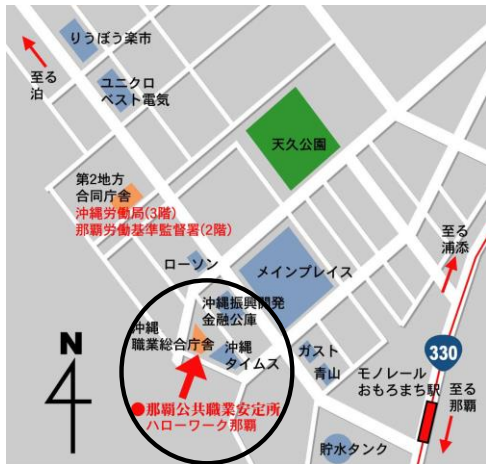 りうぼう楽市
至る
泊
ユニクロ
ベスト電気
天久公園
第2地方
合同庁舎
沖縄労働局(3階)
那覇労働基準監督署(2階)
至る
浦添
ローソン
メインプレイス
沖縄振興開発
金融公庫
沖縄
職業総合庁舎
沖縄
タイムズ
ガスト
青山
330
N
モノレール
おもろまち駅
至る
那覇
●那覇公共職業安定所
ハローワーク那覇
貯水タンク